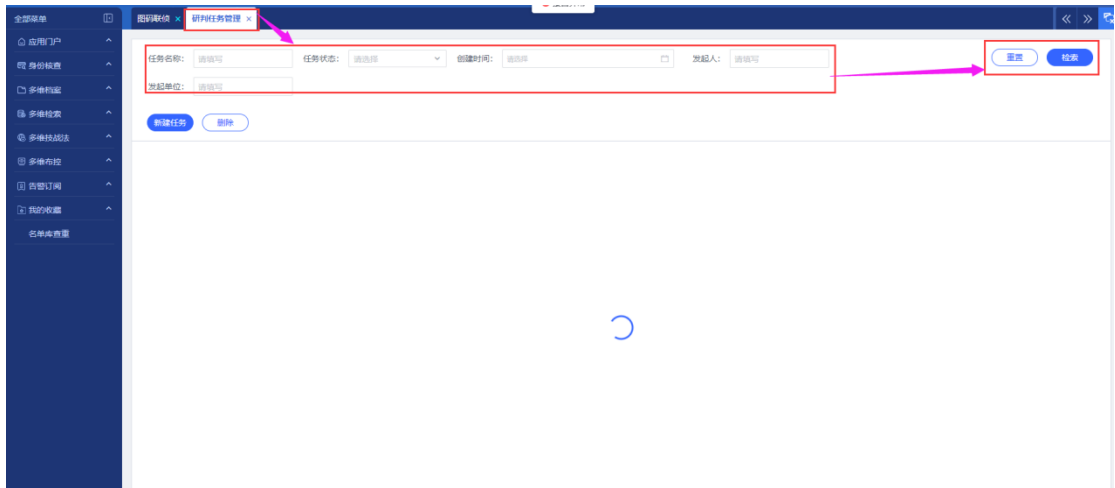 全部菜单
图码联侦 × 研判任务管理 ×
应用门户
身份核查
多维档案
多维检索
多维技战法
多维布控
告警订阅
我的收藏
名单库查重
任务名称: 请填写 任务状态: 请选择 创建时间: 请选择 发起人: 请填写
重置 检索
发起单位: 请填写
新建任务 删除